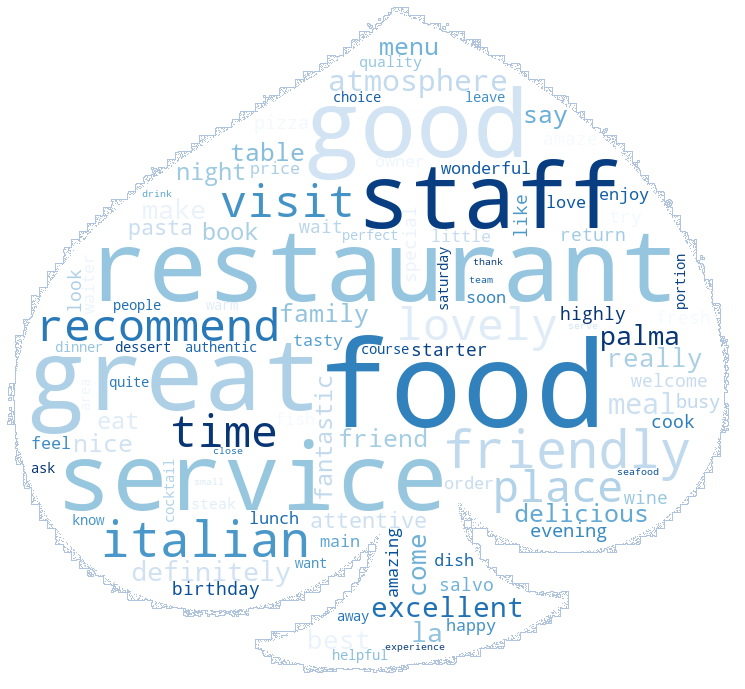 menu
quality
atmosphere
choice
leave
good
say
pizza
amaze
table
owner
night
price
wonderful
staff
drink
visit
enjoy
love
make
like
try
pasta
book
wait
special
little
return
perfect
restaurant
look
waiter
saturday
thank
team
portion
soon
people
warm
family
highly
fresh
recommend
serve
palma
tasty
dinner
dessert
authentic
course
starter
really
great
food
quite
area
fantastic
welcome
meal
busy
eat
fish
time
friend
cook
feel
nice
close
friendly
ask
service
seafood
cocktail
small
order
place
wine
steak
know
lunch
attentive
delicious
evening
italian
main
come
amazing
dish
want
definitely
birthday
salvo
away
excellent
best
la
happy
experience
helpful